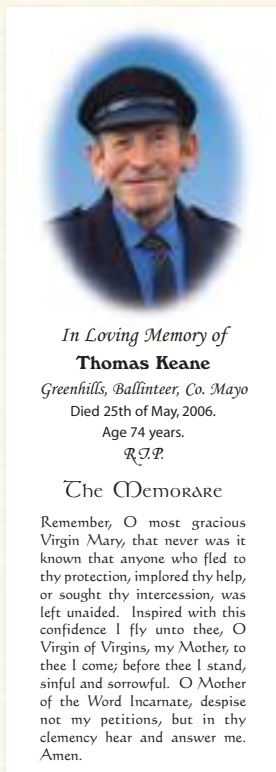 In Loving Memory of
Thomas Keane
Greenhills, Ballinteer, Co. Mayo
Died 25th of May, 2006.
Age 74 years.
R.I.P.
The Memorare
Remember, O most gracious
Virgin Mary, that never was it
known that anyone who fled to
thy protection, implored thy help,
or sought thy intercession, was
left unaided. Inspired with this
confidence I fly unto thee, O
Virgin of Virgins, my Mother, to
thee I come; before thee I stand,
sinful and sorrowful. O Mother
of the Word Incarnate, despise
not my petitions, but in thy
clemency hear and answer me.
Amen.